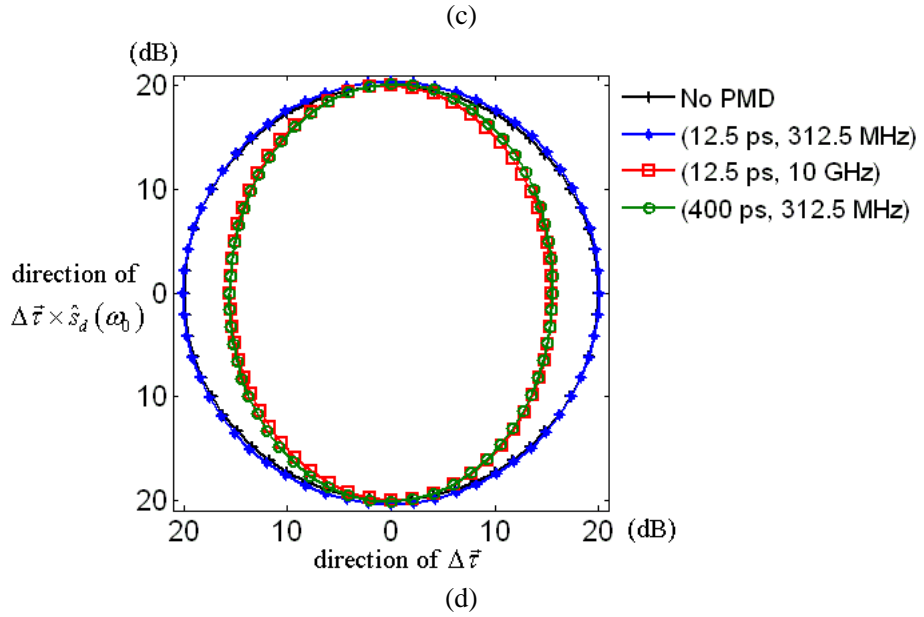 (c)
(dB)
20
10
0
10
20
direction of
Δτ⃗ × ŝ_d (ω₀)
20 10 0 10 20 (dB)
direction of Δτ⃗
No PMD
(12.5 ps, 312.5 MHz)
(12.5 ps, 10 GHz)
(400 ps, 312.5 MHz)
(d)